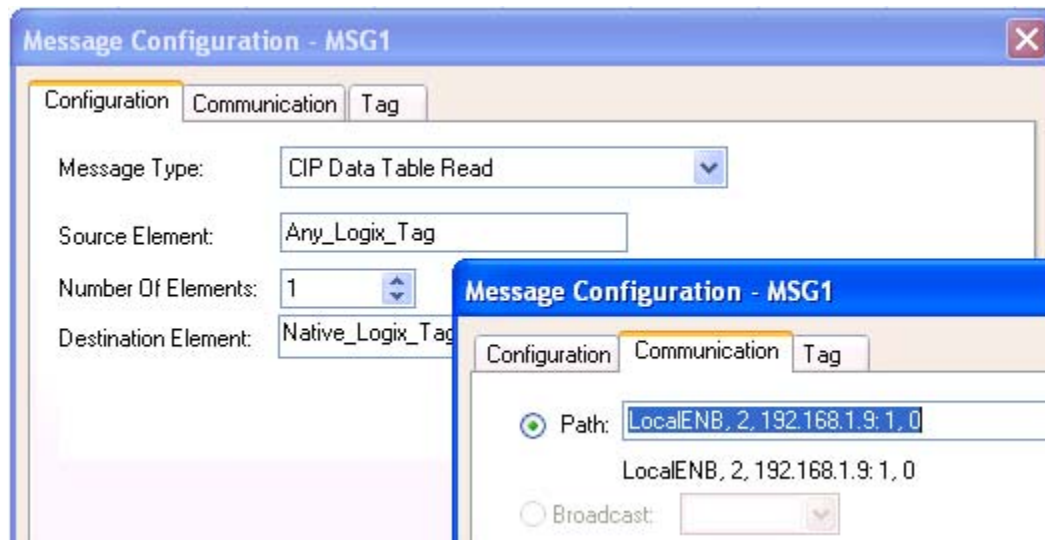 Message Configuration - MSG1
Configuration Communication Tag
Message Type: CIP Data Table Read
Source Element: Any_Logix_Tag
Number Of Elements: 1
Destination Element: Native_Logix_Tag
Message Configuration - MSG1
Configuration Communication Tag
Path: LocalENB, 2, 192.168.1.9: 1, 0
LocalENB, 2, 192.168.1.9: 1, 0
Broadcast: